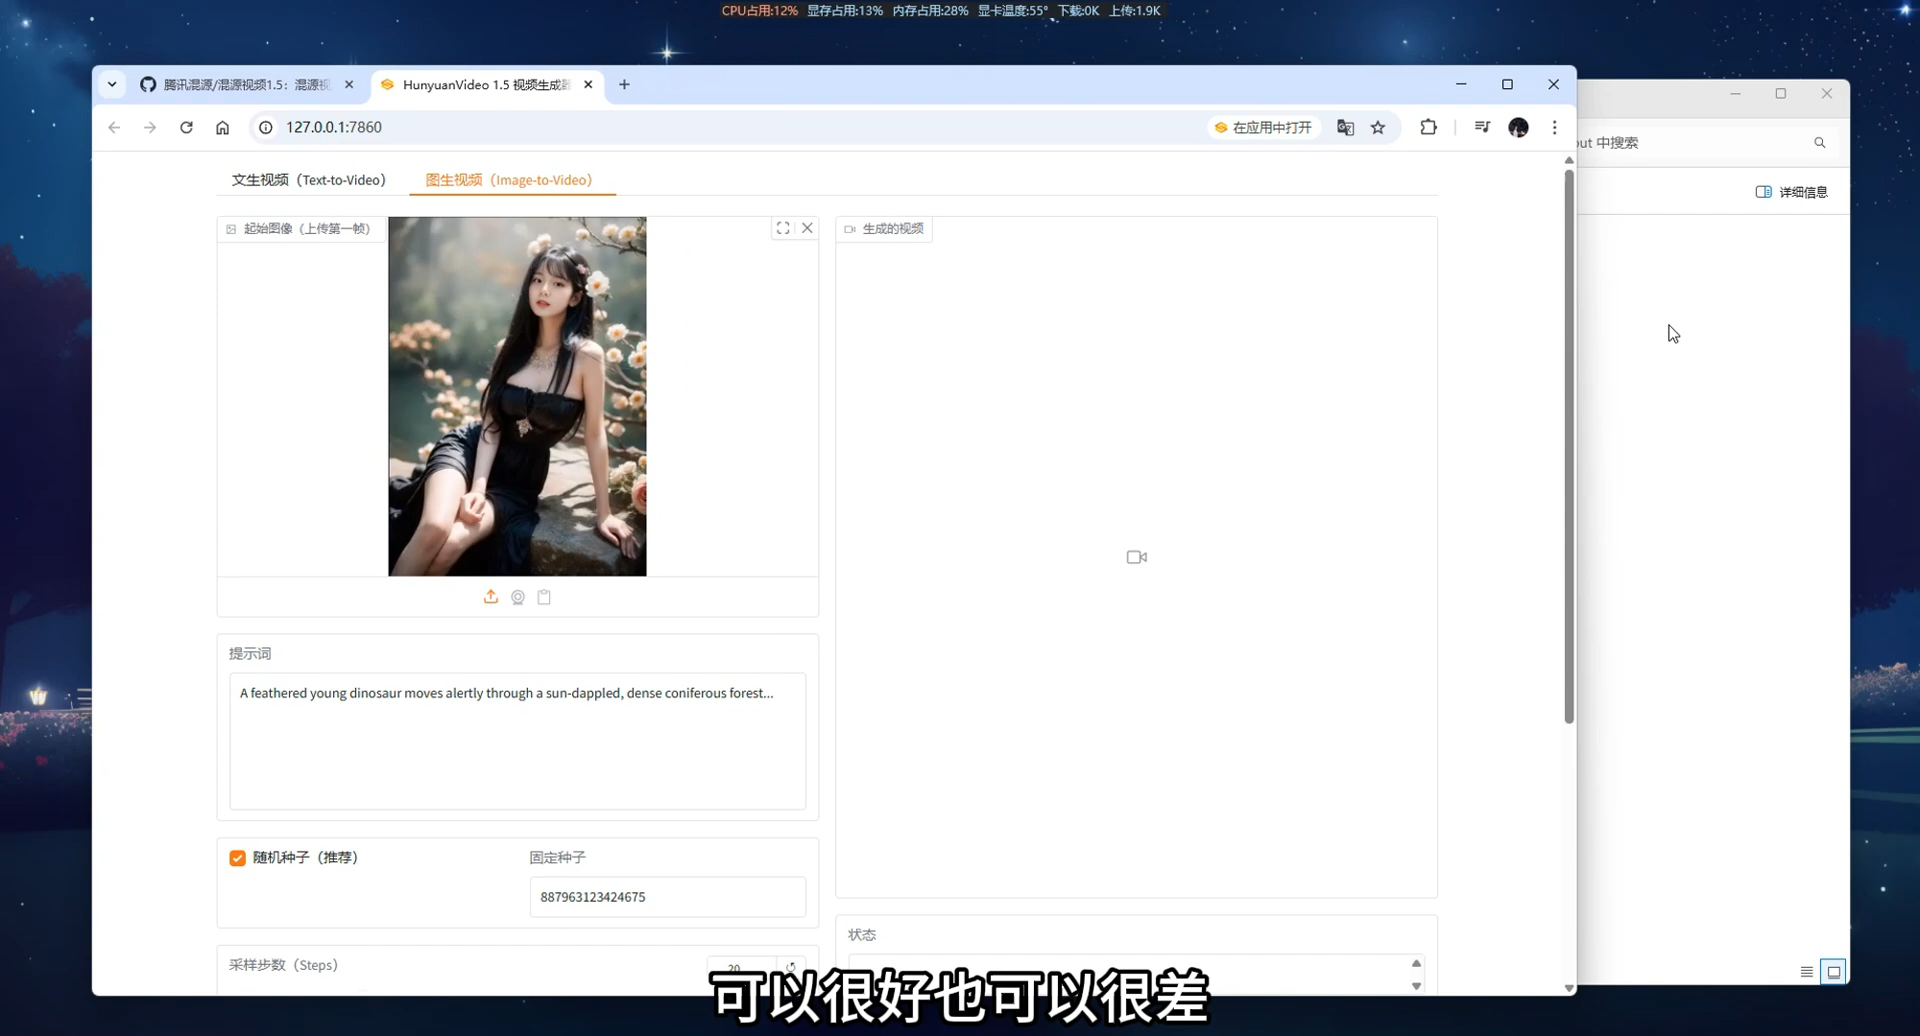 CPU占用:12% 显存占用:13% 内存占用:28% 显卡温度:55° 下载:0K 上传:1.9K
腾讯混源/混源视频1.5：混源视
HunyuanVideo 1.5 视频生成器
127.0.0.1:7860
在应用中打开
out 中搜索
详细信息
文生视频（Text-to-Video）
图生视频（Image-to-Video）
起始图像（上传第一帧）
生成的视频
提示词
A feathered young dinosaur moves alertly through a sun-dappled, dense coniferous forest...
随机种子（推荐）
固定种子
887963123424675
状态
采样步数（Steps）
20
可以很好也可以很差